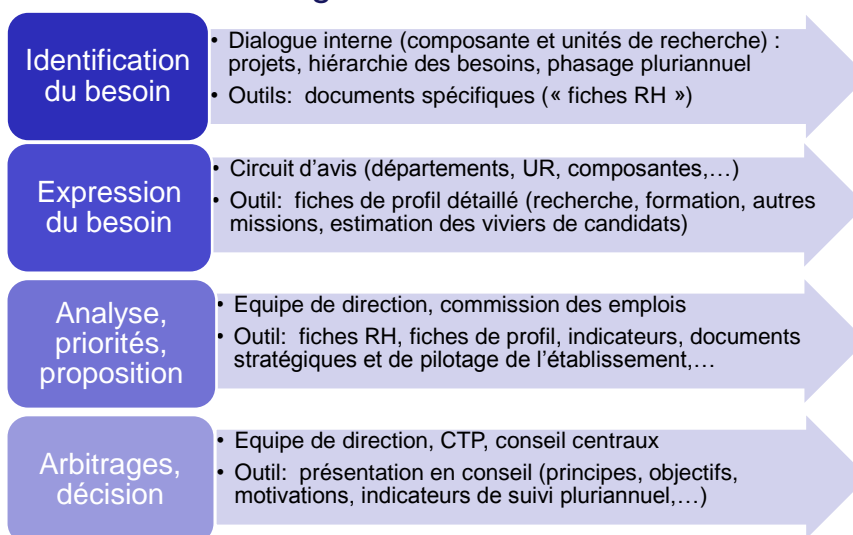 Identification
du besoin
• Dialogue interne (composante et unités de recherche) :
projets, hiérarchie des besoins, phasage pluriannuel
• Outils: documents spécifiques (« fiches RH »)
Expression
du besoin
• Circuit d’avis (départements, UR, composantes,…)
• Outil: fiches de profil détaillé (recherche, formation, autres
missions, estimation des viviers de candidats)
Analyse,
priorités,
proposition
• Equipe de direction, commission des emplois
• Outil: fiches RH, fiches de profil, indicateurs, documents
stratégiques et de pilotage de l’établissement,…
Arbitrages,
décision
• Equipe de direction, CTP, conseil centraux
• Outil: présentation en conseil (principes, objectifs,
motivations, indicateurs de suivi pluriannuel,…)